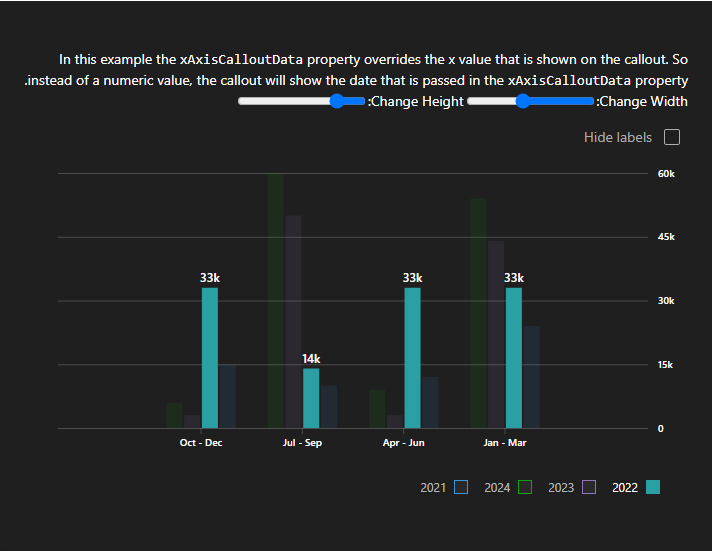 In this example the xAxisCalloutData property overrides the x value that is shown on the callout. So
.instead of a numeric value, the callout will show the date that is passed in the xAxisCalloutData property
:Change Height :Change Width
Hide labels
60k
45k
33k 33k 33k
30k
14k
15k
0
Oct - Dec Jul - Sep Apr - Jun Jan - Mar
2021 2024 2023 2022